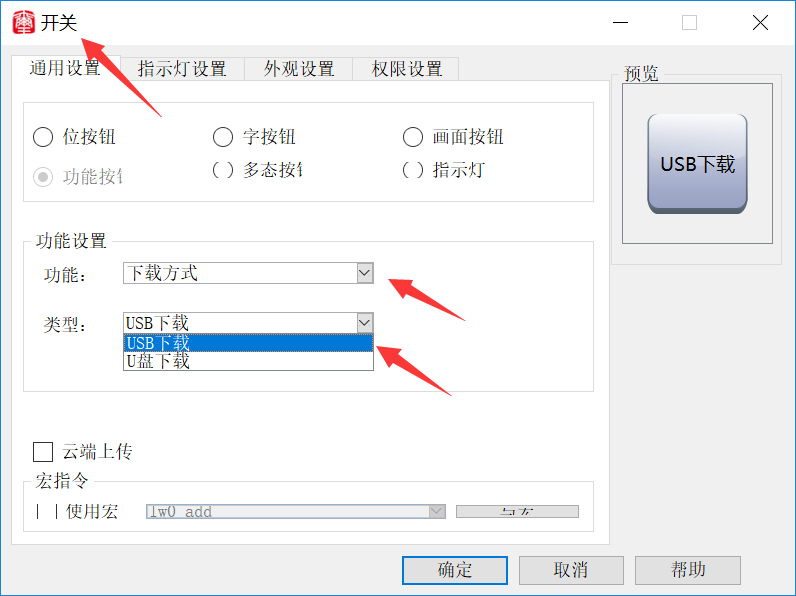 开关
通用设置 指示灯设置 外观设置 权限设置
预览
位按钮 字按钮 画面按钮
功能按钮 多态按钮 指示灯
USB下载
功能设置
功能： 下载方式
类型： USB下载
USB下载
U盘下载
云端上传
宏指令
使用宏 lw0_add
确定 取消 帮助